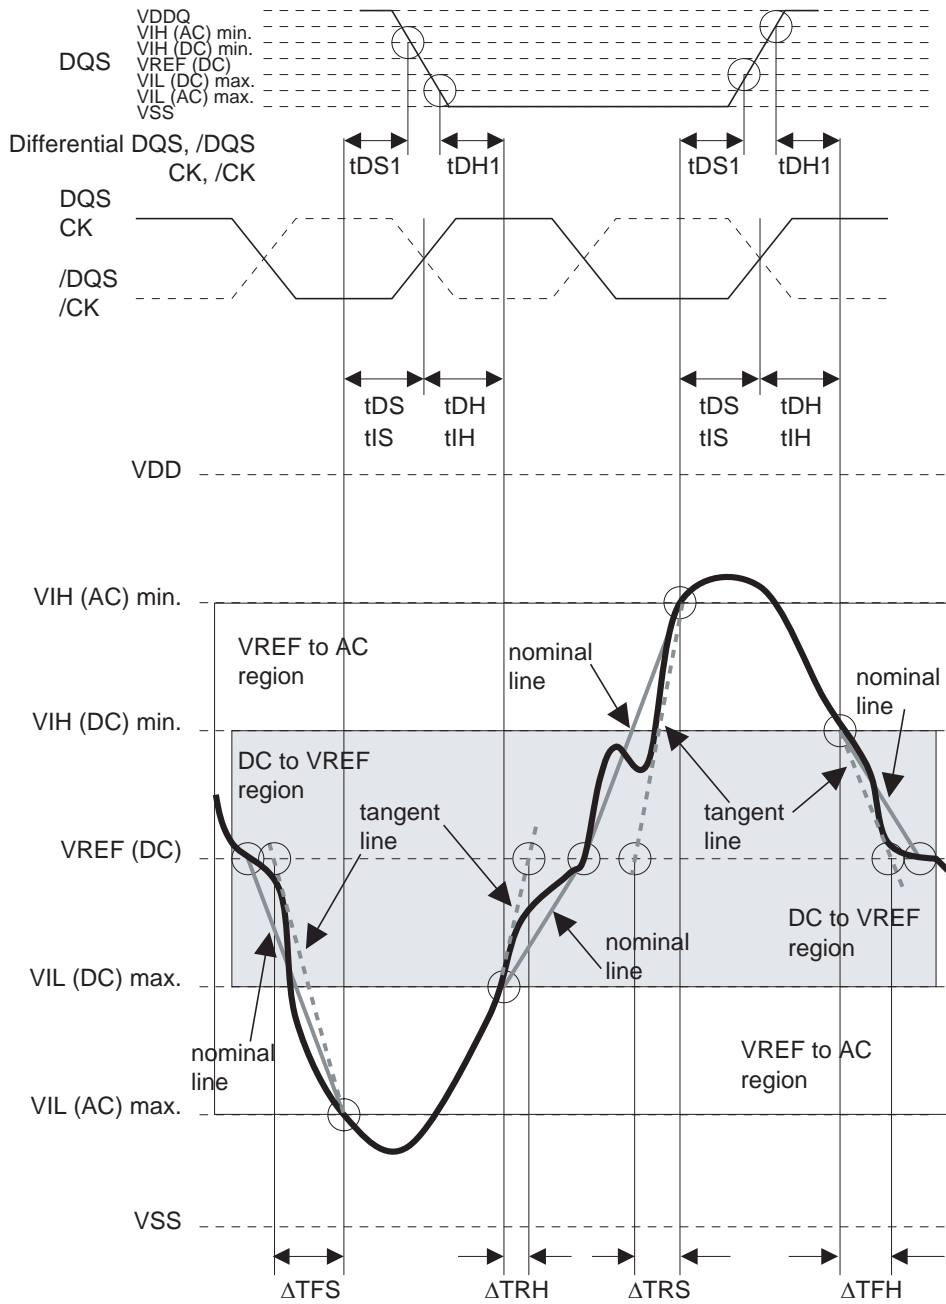 VDDQ
VIH (AC) min.
VIH (DC) min.
DQS
VREF (DC)
VIL (DC) max.
VIL (AC) max.
VSS
Differential DQS, /DQS
CK, /CK
tDS1
tDH1
tDS1
tDH1
DQS
CK
/DQS
/CK
tDS
tIS
tDH
tIH
tDS
tIS
tDH
tIH
VDD
VIH (AC) min.
VREF to AC
region
nominal
line
nominal
line
VIH (DC) min.
DC to VREF
region
tangent
line
tangent
line
VREF (DC)
DC to VREF
region
nominal
line
VIL (DC) max.
nominal
line
VREF to AC
region
VIL (AC) max.
VSS
ΔTFS
ΔTRH
ΔTRS
ΔTFH